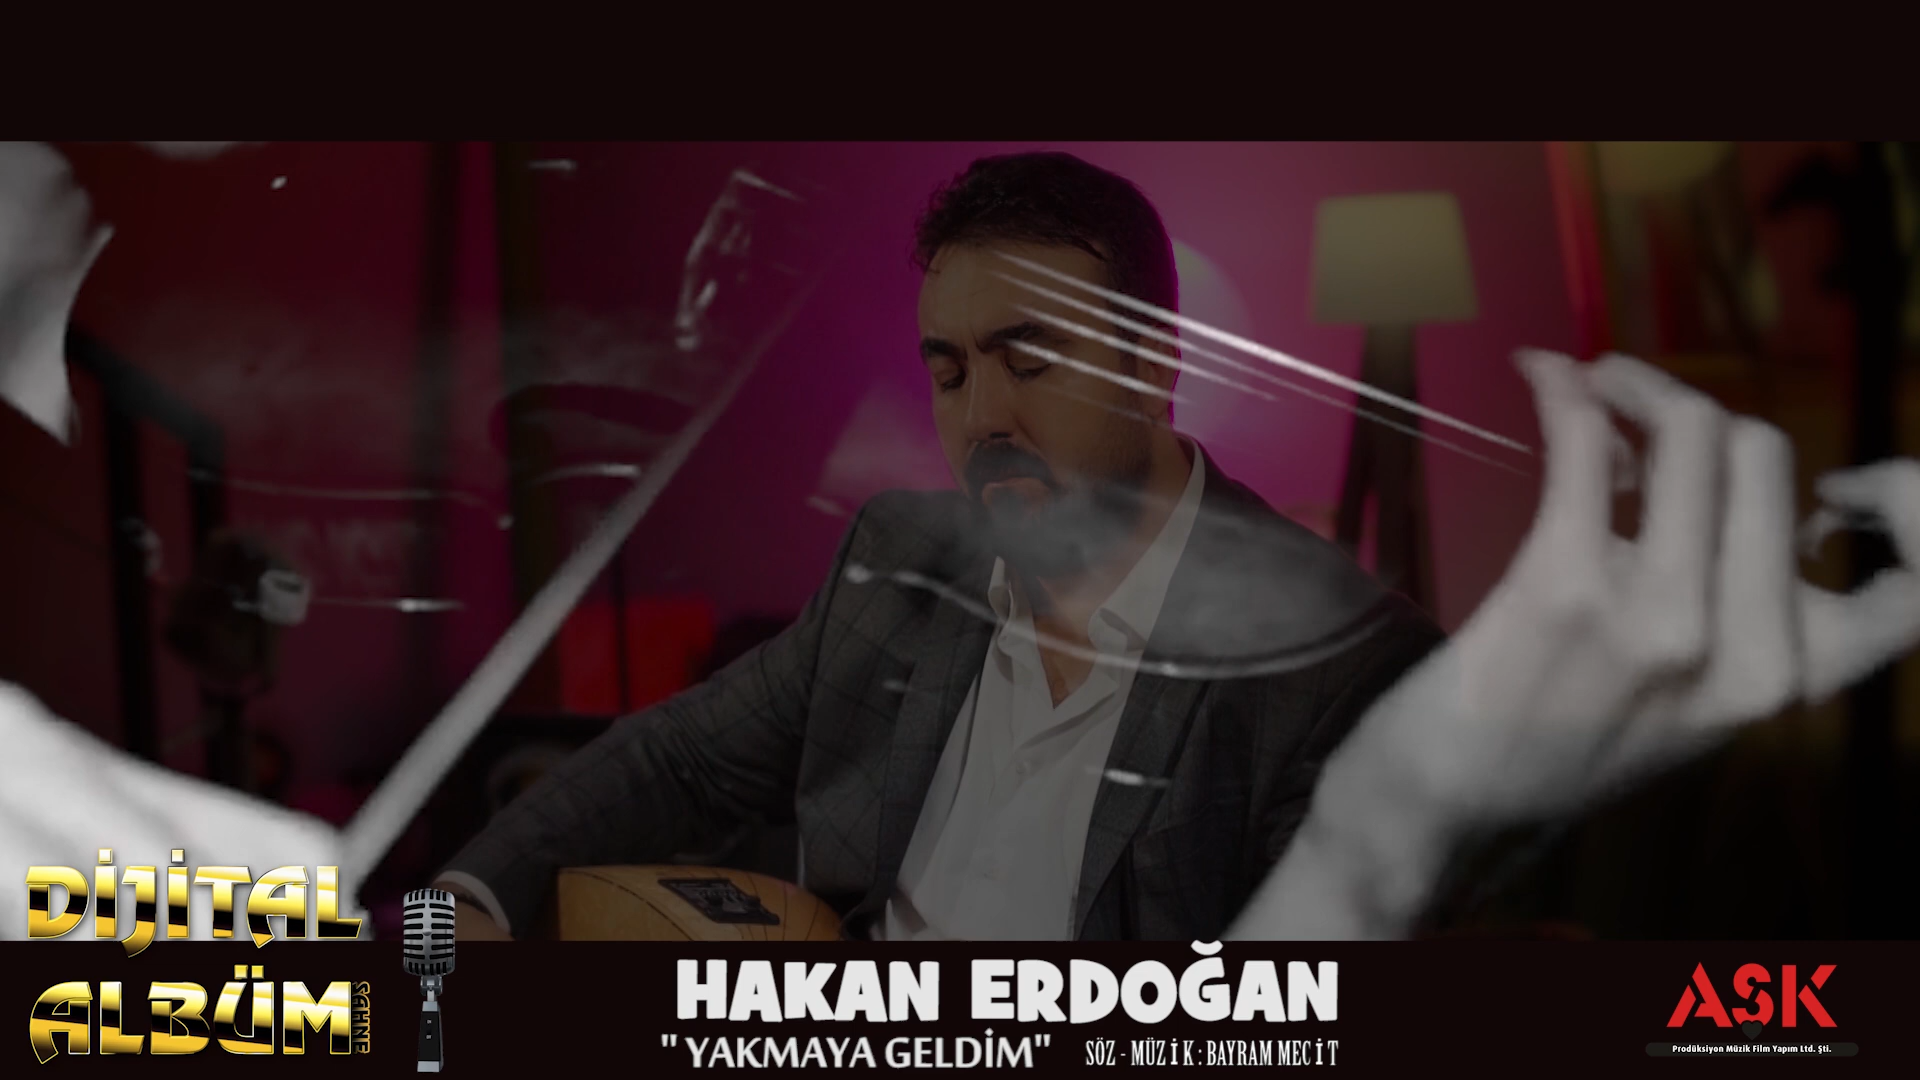 DİJİTAL
ALBÜM
SAHNE
HAKAN ERDOĞAN
"YAKMAYA GELDİM" SÖZ - MÜZİK : BAYRAM MECİT
AŞK
Prodüksiyon Müzik Film Yapım Ltd. Şti.